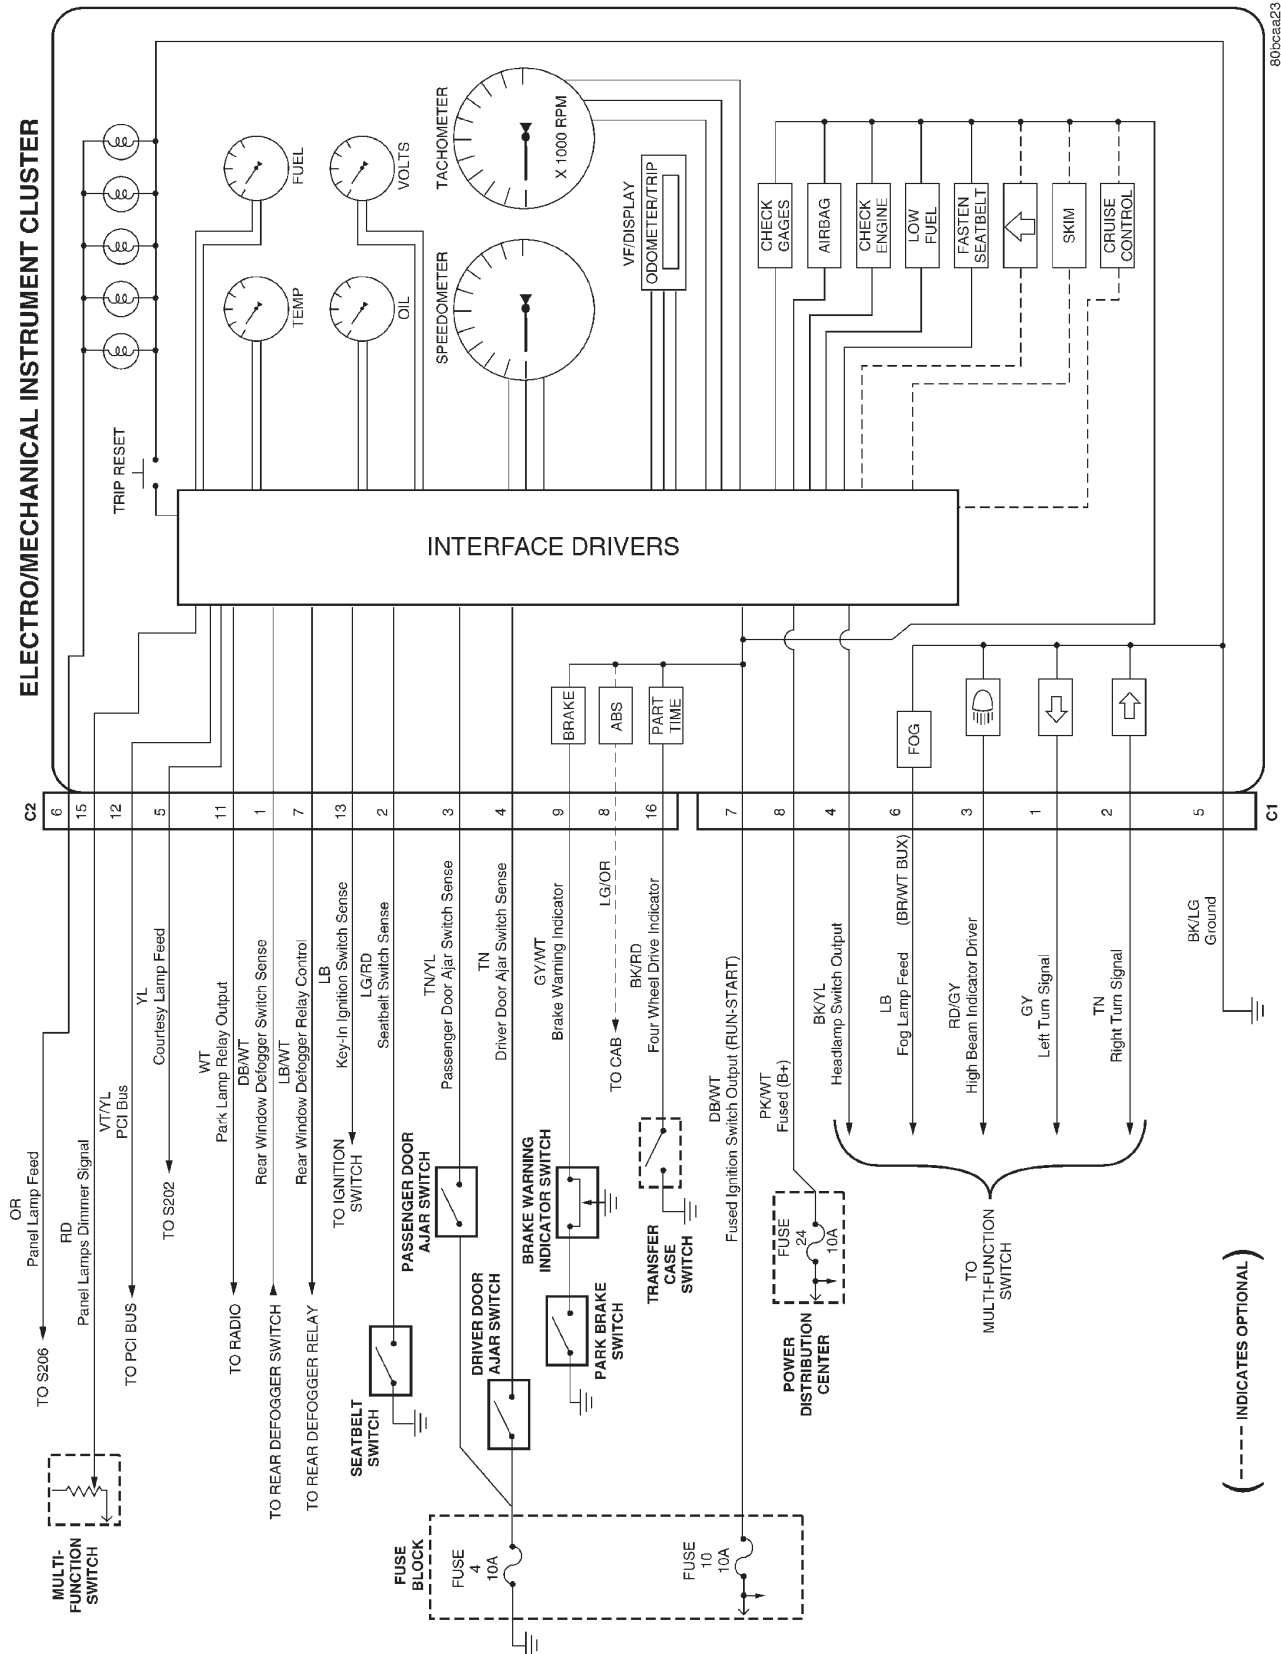 80bcaa23
ELECTRO/MECHANICAL INSTRUMENT CLUSTER
TRIP RESET
FUEL
TEMP
VOLTS
OIL
TACHOMETER
X 1000 RPM
SPEEDOMETER
VF/DISPLAY
ODOMETER/TRIP
CHECK
GAGES
AIRBAG
CHECK
ENGINE
LOW
FUEL
FASTEN
SEATBELT
SKIM
CRUISE
CONTROL
INTERFACE DRIVERS
BRAKE
ABS
PART
TIME
FOG
C2
6
15
12
5
11
1
7
13
2
3
4
9
8
16
7
8
4
6
3
1
2
5
C1
OR
Panel Lamp Feed
RD
Panel Lamps Dimmer Signal
VT/YL
PCI Bus
YL
Courtesy Lamp Feed
WT
Park Lamp Relay Output
DB/WT
Rear Window Defogger Switch Sense
LB/WT
Rear Window Defogger Relay Control
LB
Key-In Ignition Switch Sense
LG/RD
Seatbelt Switch Sense
TN/YL
Passenger Door Ajar Switch Sense
TN
Driver Door Ajar Switch Sense
GY/WT
Brake Warning Indicator
LG/OR
BK/RD
Four Wheel Drive Indicator
DB/WT
Fused Ignition Switch Output (RUN-START)
PK/WT
Fused (B+)
BK/YL
Headlamp Switch Output
LB
Fog Lamp Feed (BR/WT BUX)
RD/GY
High Beam Indicator Driver
GY
Left Turn Signal
TN
Right Turn Signal
BK/LG
Ground
TO S206
TO PCI BUS
TO S202
TO RADIO
TO REAR DEFOGGER SWITCH
TO REAR DEFOGGER RELAY
TO IGNITION
SWITCH
TO CAB
MULTI-
FUNCTION
SWITCH
SEATBELT
SWITCH
PASSENGER DOOR
AJAR SWITCH
DRIVER DOOR
AJAR SWITCH
BRAKE WARNING
INDICATOR SWITCH
PARK BRAKE
SWITCH
TRANSFER
CASE
SWITCH
FUSE
24
10A
POWER
DISTRIBUTION
CENTER
TO
MULTI-FUNCTION
SWITCH
FUSE
BLOCK
FUSE
4
10A
FUSE
10
10A
( ---- INDICATES OPTIONAL )